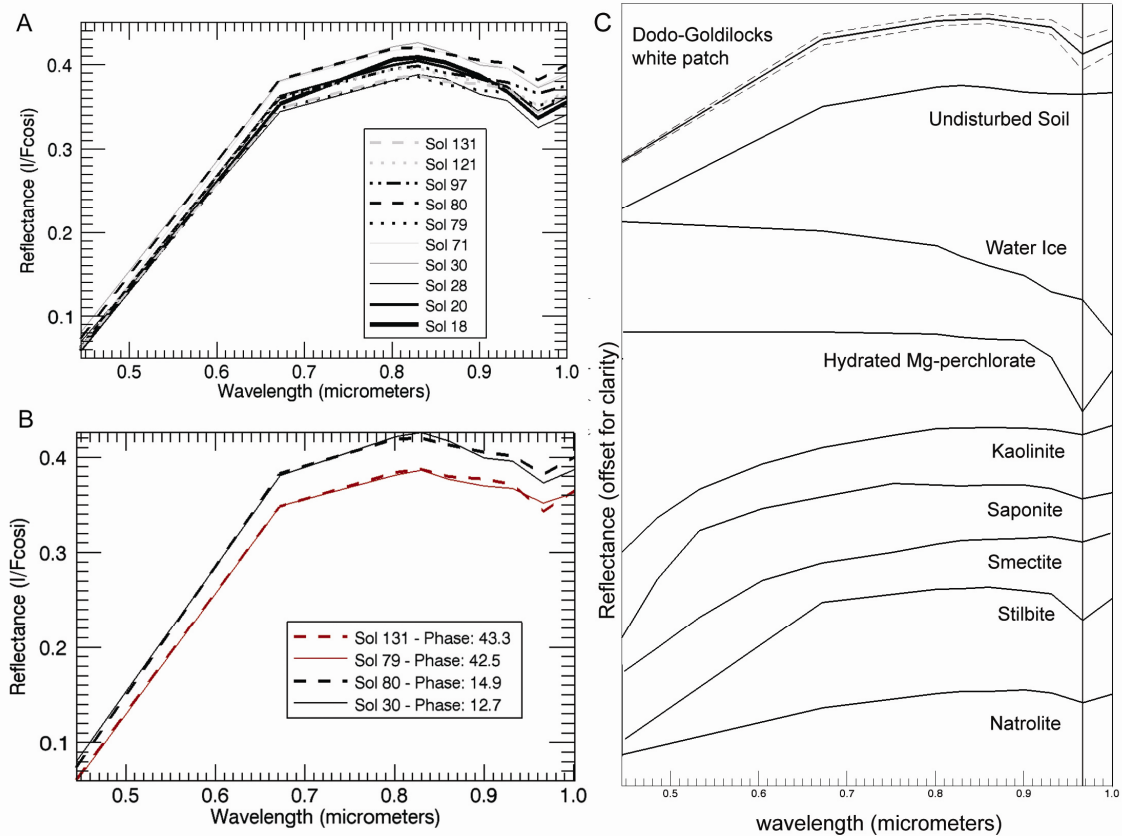 A
Reflectance (I/Fcosi)
0.4
0.3
0.2
0.1
Sol 131
Sol 121
Sol 97
Sol 80
Sol 79
Sol 71
Sol 30
Sol 28
Sol 20
Sol 18
0.5 0.6 0.7 0.8 0.9 1.0
Wavelength (micrometers)
B
Reflectance (I/Fcosi)
0.4
0.3
0.2
0.1
Sol 131 - Phase: 43.3
Sol 79 - Phase: 42.5
Sol 80 - Phase: 14.9
Sol 30 - Phase: 12.7
0.5 0.6 0.7 0.8 0.9 1.0
Wavelength (micrometers)
C
Reflectance (offset for clarity)
Dodo-Goldilocks
white patch
Undisturbed Soil
Water Ice
Hydrated Mg-perchlorate
Kaolinite
Saponite
Smectite
Stilbite
Natrolite
0.5 0.6 0.7 0.8 0.9 1.0
wavelength (micrometers)